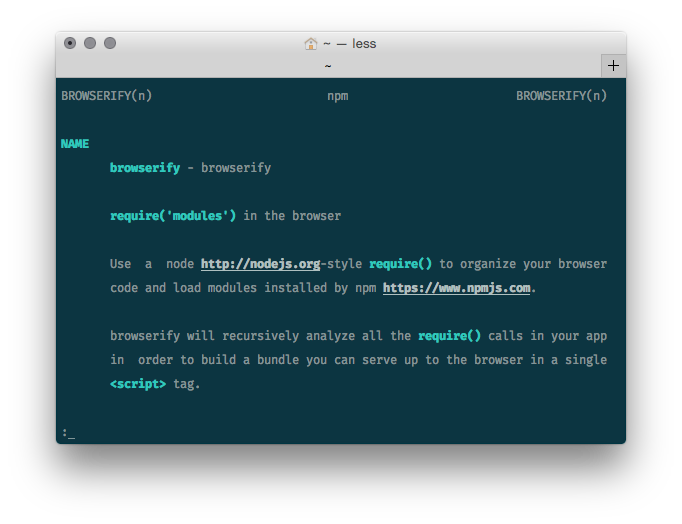 ~ — less
~ +
BROWSERIFY(n) npm BROWSERIFY(n)
NAME
browserify - browserify
require('modules') in the browser
Use a node http://nodejs.org-style require() to organize your browser
code and load modules installed by npm https://www.npmjs.com.
browserify will recursively analyze all the require() calls in your app
in order to build a bundle you can serve up to the browser in a single
<script> tag.
:_